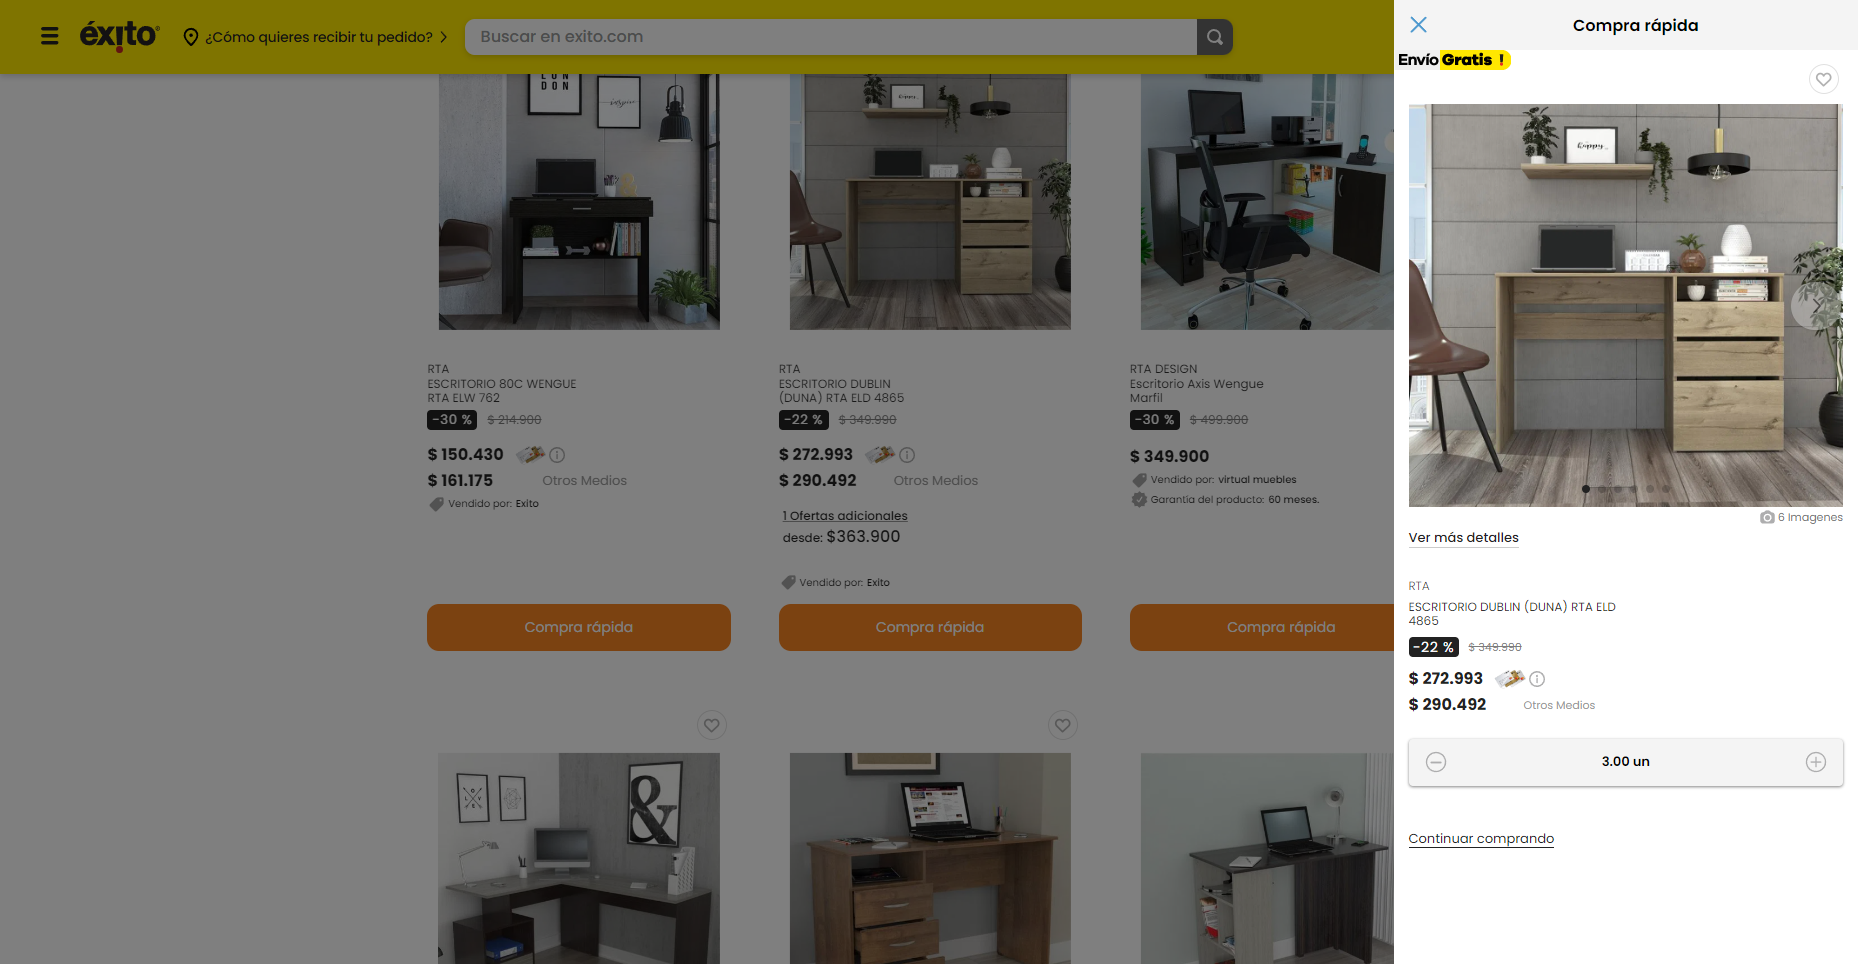 éxito
¿Cómo quieres recibir tu pedido?
Buscar en exito.com
LON
DON
inspire
happy
RTA
ESCRITORIO 80C WENGUE
RTA ELW 762
-30 % $ 214.900
$ 150.430
$ 161.175 Otros Medios
Vendido por: Exito
Compra rápida
RTA
ESCRITORIO DUBLIN
(DUNA) RTA ELD 4865
-22 % $ 349.990
$ 272.993
$ 290.492 Otros Medios
1 Ofertas adicionales
desde: $363.900
Vendido por: Exito
Compra rápida
RTA DESIGN
Escritorio Axis Wengue
Marfil
-30 % $ 499.900
$ 349.900
Vendido por: virtual muebles
Garantía del producto: 60 meses.
Compra rápida
L O
V E
&
Compra rápida
Envío Gratis !
happy
6 Imagenes
Ver más detalles
RTA
ESCRITORIO DUBLIN (DUNA) RTA ELD
4865
-22 % $ 349.990
$ 272.993
$ 290.492 Otros Medios
3.00 un
Continuar comprando